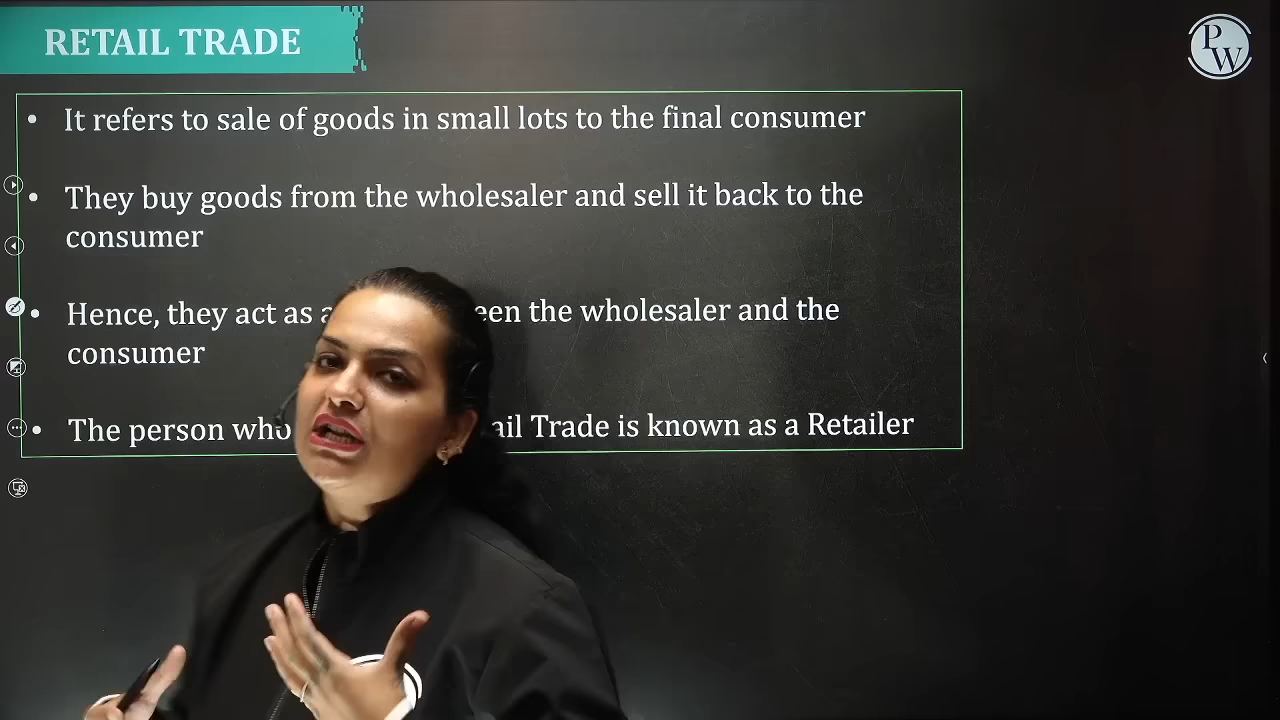 RETAIL TRADE
PW
• It refers to sale of goods in small lots to the final consumer
• They buy goods from the wholesaler and sell it back to the
consumer
• Hence, they act as a een the wholesaler and the
consumer
• The person who ail Trade is known as a Retailer